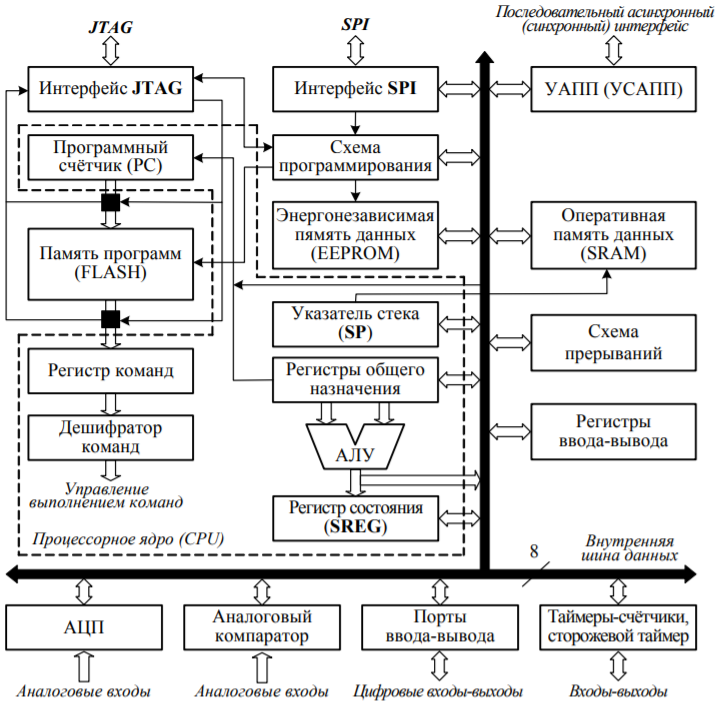 JTAG
SPI
Последовательный асинхронный
(синхронный) интерфейс
Интерфейс JTAG
Интерфейс SPI
УАПП (УСАПП)
Программный
счётчик (PC)
Схема
программирования
Память программ
(FLASH)
Энергонезависимая
пямять данных
(EEPROM)
Оперативная
память данных
(SRAM)
Указатель стека
(SP)
Схема
прерываний
Регистр команд
Регистры общего
назначения
Дешифратор
команд
АЛУ
Регистры
ввода-вывода
Управление
выполнением команд
Регистр состояния
(SREG)
Процессорное ядро (CPU)
8
Внутренняя
шина данных
АЦП
Аналоговый
компаратор
Порты
ввода-вывода
Таймеры-счётчики,
сторожевой таймер
Аналоговые входы
Аналоговые входы
Цифровые входы-выходы
Входы-выходы